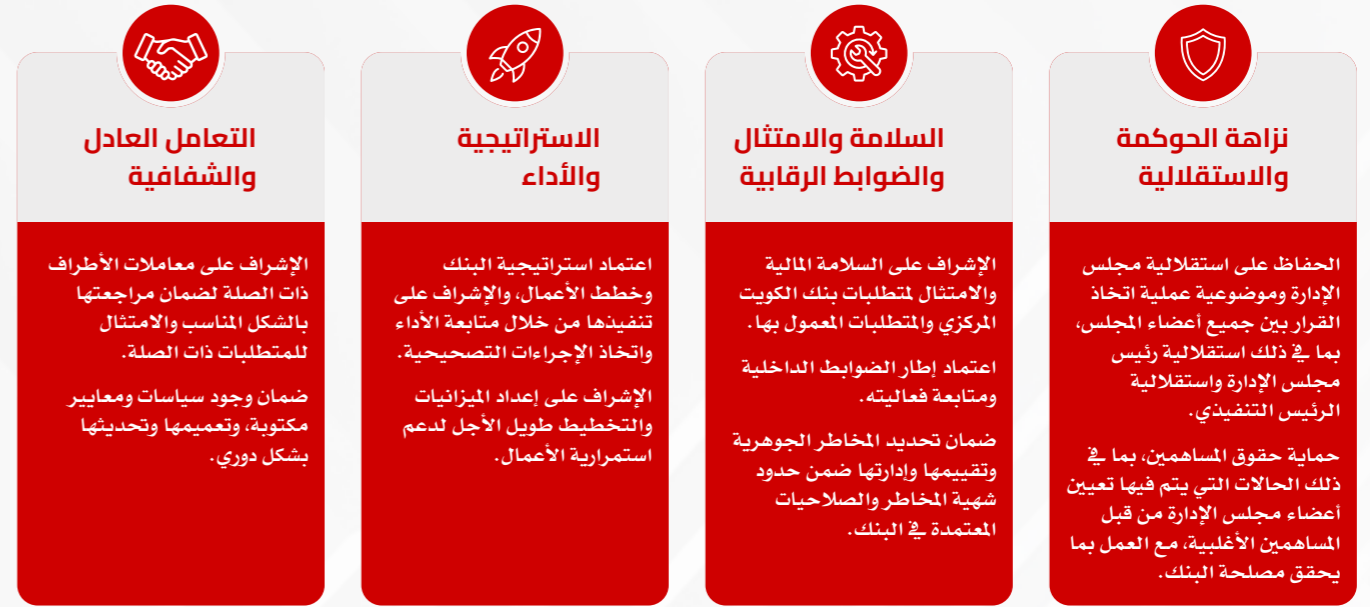 نزاهة الحوكمة
والاستقلالية
الحفاظ على استقلالية مجلس
الإدارة وموضوعية عملية اتخاذ
القرار بين جميع أعضاء المجلس،
بما في ذلك استقلالية رئيس
مجلس الإدارة واستقلالية
الرئيس التنفيذي.
حماية حقوق المساهمين، بما في
ذلك الحالات التي يتم فيها تعيين
أعضاء مجلس الإدارة من قبل
المساهمين الأغلبية، مع العمل بما
يحقق مصلحة البنك.
السلامة والامتثال
والضوابط الرقابية
الإشراف على السلامة المالية
والامتثال لمتطلبات بنك الكويت
المركزي والمتطلبات المعمول بها.
اعتماد إطار الضوابط الداخلية
ومتابعة فعاليته.
ضمان تحديد المخاطر الجوهرية
وتقييمها وإدارتها ضمن حدود
شهية المخاطر والصلاحيات
المعتمدة في البنك.
الاستراتيجية
والأداء
اعتماد استراتيجية البنك
وخطط الأعمال، والإشراف على
تنفيذها من خلال متابعة الأداء
واتخاذ الإجراءات التصحيحية.
الإشراف على إعداد الميزانيات
والتخطيط طويل الأجل لدعم
استمرارية الأعمال.
التعامل العادل
والشفافية
الإشراف على معاملات الأطراف
ذات الصلة لضمان مراجعتها
بالشكل المناسب والامتثال
للمتطلبات ذات الصلة.
ضمان وجود سياسات ومعايير
مكتوبة، وتعميمها وتحديثها
بشكل دوري.